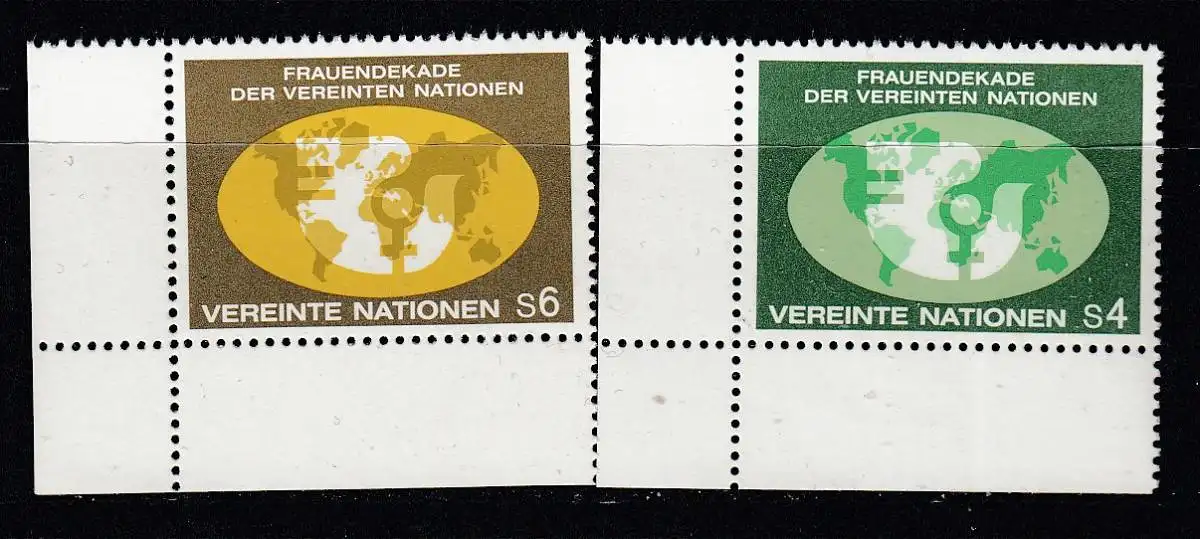 FRAUENDEKADE
DER VEREINTEN NATIONEN
VEREINTE NATIONEN S6
FRAUENDEKADE
DER VEREINTEN NATIONEN
VEREINTE NATIONEN S4